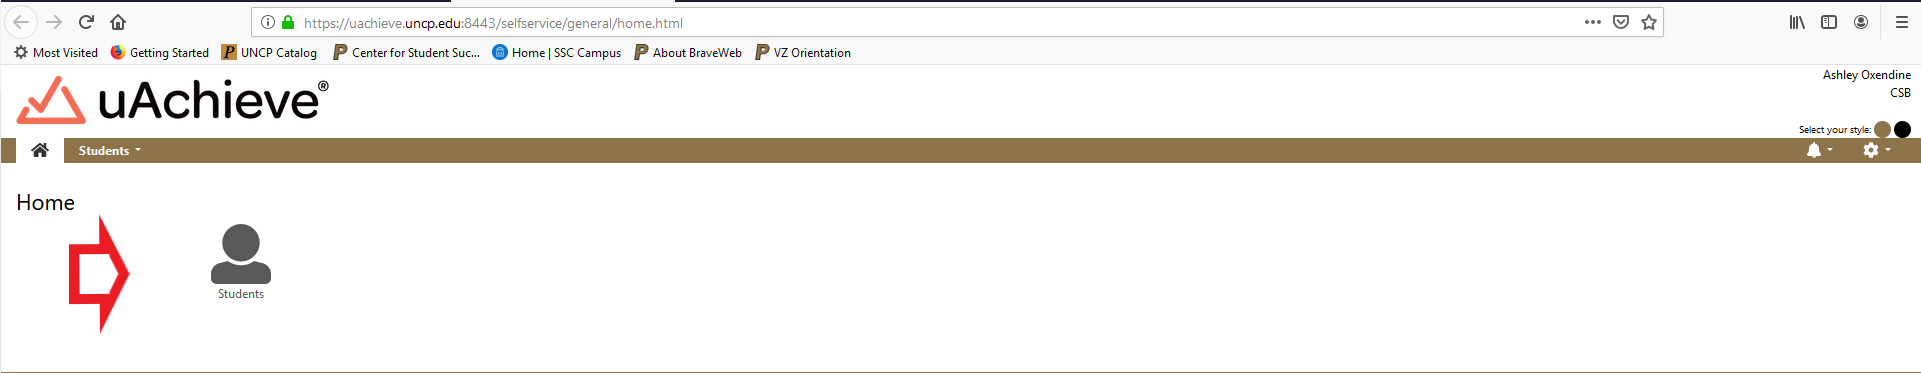 https://uachieve.uncp.edu:8443/selfservice/general/home.html
Most Visited Getting Started P UNCP Catalog P Center for Student Suc... Home | SSC Campus P About BraveWeb P VZ Orientation
uAchieve®
Ashley Oxendine
CSB
Select your style:
Students
Home
Students